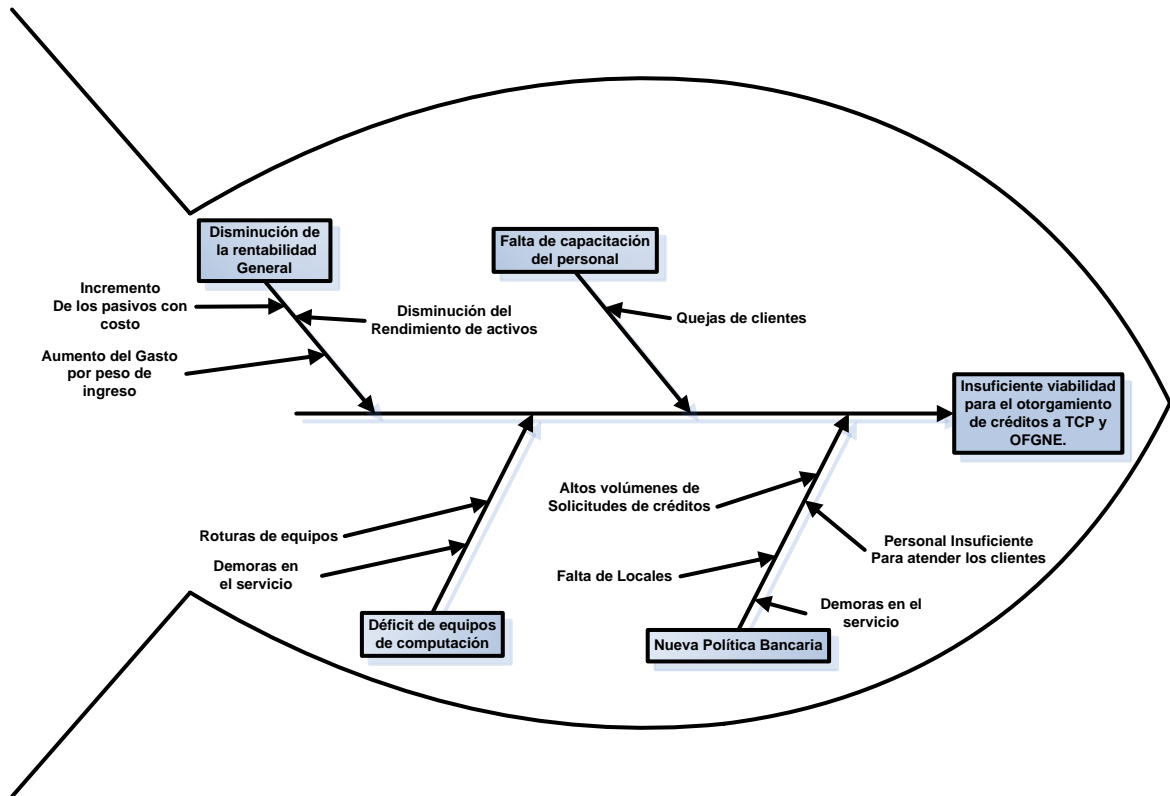 Disminución de
la rentabilidad
General
Falta de capacitación
del personal
Incremento
De los pasivos con
costo
Disminución del
Rendimiento de activos
Quejas de clientes
Aumento del Gasto
por peso de
ingreso
Insuficiente viabilidad
para el otorgamiento
de créditos a TCP y
OFGNE.
Altos volúmenes de
Solicitudes de créditos
Roturas de equipos
Personal Insuficiente
Para atender los clientes
Demoras en
el servicio
Falta de Locales
Demoras en el
servicio
Déficit de equipos
de computación
Nueva Política Bancaria